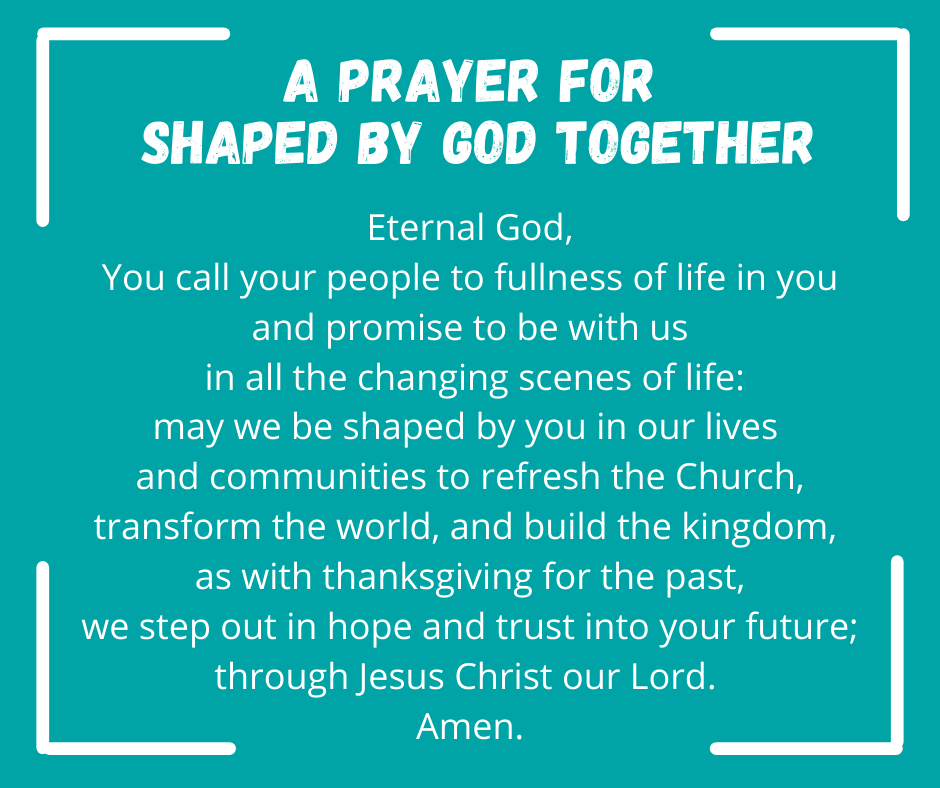 A PRAYER FOR
SHAPED BY GOD TOGETHER
Eternal God,
You call your people to fullness of life in you
and promise to be with us
in all the changing scenes of life:
may we be shaped by you in our lives
and communities to refresh the Church,
transform the world, and build the kingdom,
as with thanksgiving for the past,
we step out in hope and trust into your future;
through Jesus Christ our Lord.
Amen.